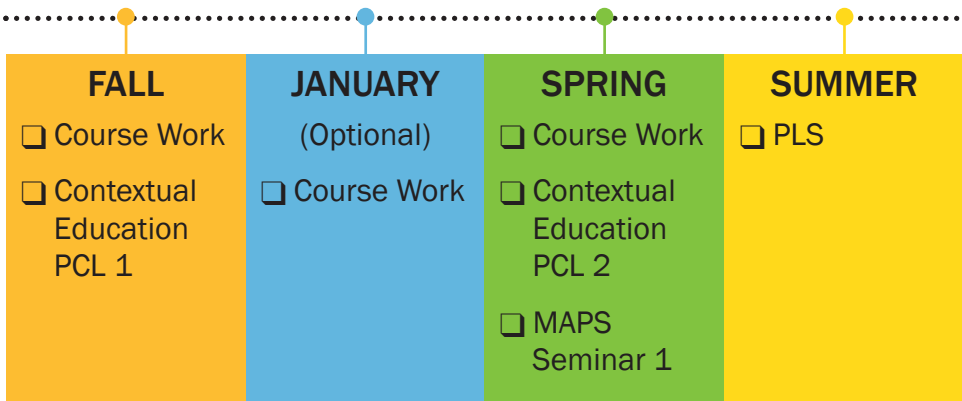 FALL
❑ Course Work
❑ Contextual
Education
PCL 1
JANUARY
(Optional)
❑ Course Work
SPRING
❑ Course Work
❑ Contextual
Education
PCL 2
❑ MAPS
Seminar 1
SUMMER
❑ PLS